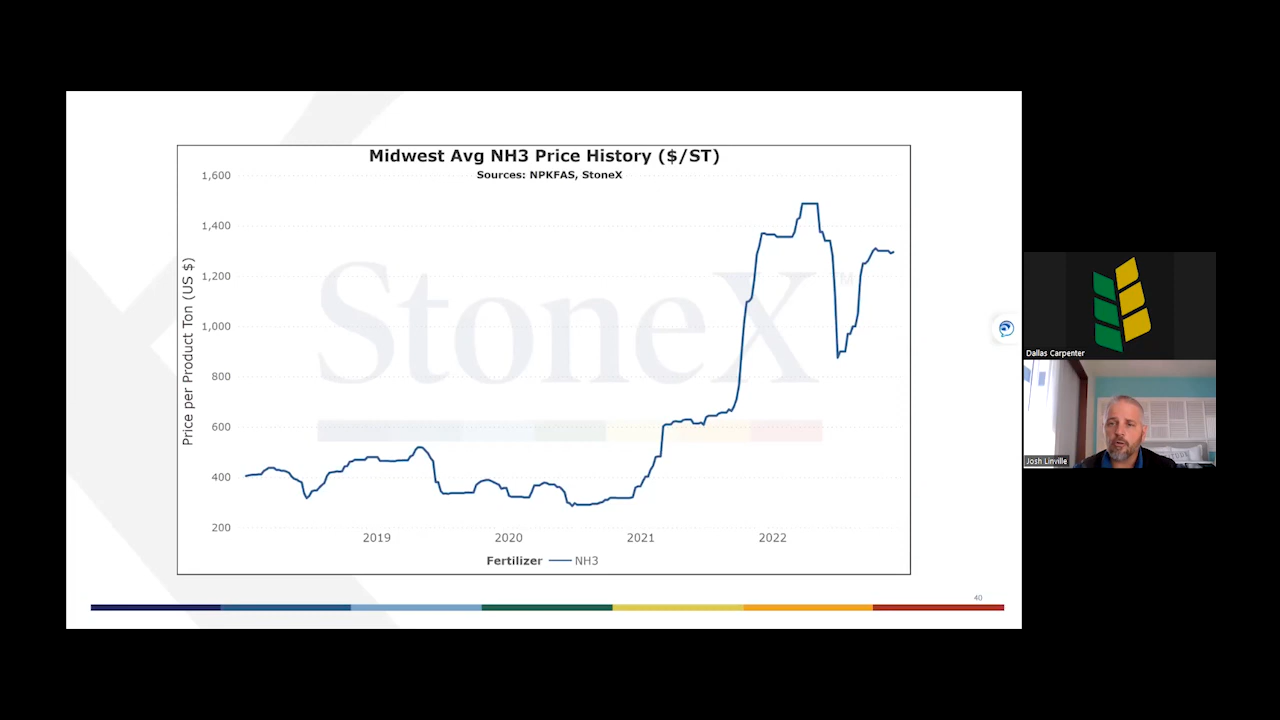 Midwest Avg NH3 Price History ($/ST)
Sources: NPKFAS, StoneX
1,600
1,400
1,200
1,000
800
600
400
200
Price per Product Ton (US $)
StoneX™
2019 2020 2021 2022
Fertilizer NH3
40
Dallas Carpenter
Josh Linville